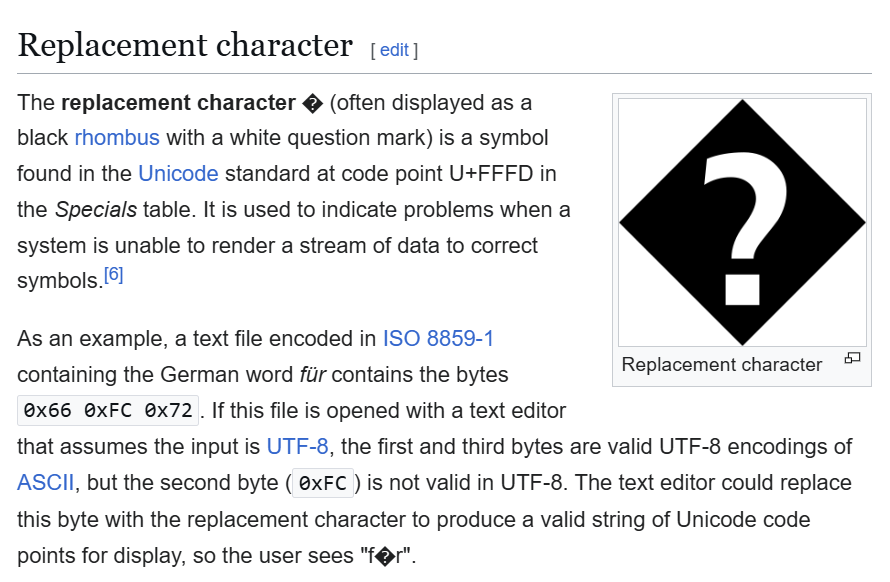 Replacement character [ edit ]
The replacement character � (often displayed as a
black rhombus with a white question mark) is a symbol
found in the Unicode standard at code point U+FFFD in
the Specials table. It is used to indicate problems when a
system is unable to render a stream of data to correct
symbols.[6]
?
Replacement character
As an example, a text file encoded in ISO 8859-1
containing the German word für contains the bytes
0x66 0xFC 0x72 . If this file is opened with a text editor
that assumes the input is UTF-8, the first and third bytes are valid UTF-8 encodings of
ASCII, but the second byte ( 0xFC ) is not valid in UTF-8. The text editor could replace
this byte with the replacement character to produce a valid string of Unicode code
points for display, so the user sees "f�r".